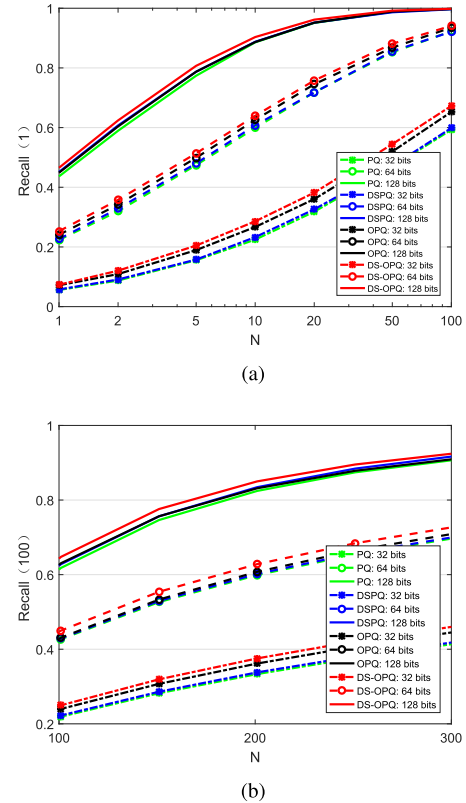 1
0.8
0.6
0.4
0.2
0
Recall（1）
PQ: 32 bits
PQ: 64 bits
PQ: 128 bits
DSPQ: 32 bits
DSPQ: 64 bits
DSPQ: 128 bits
OPQ: 32 bits
OPQ: 64 bits
OPQ: 128 bits
DS-OPQ: 32 bits
DS-OPQ: 64 bits
DS-OPQ: 128 bits
1 2 5 10 20 50 100
N
(a)
1
0.8
0.6
0.4
0.2
Recall（100）
PQ: 32 bits
PQ: 64 bits
PQ: 128 bits
DSPQ: 32 bits
DSPQ: 64 bits
DSPQ: 128 bits
OPQ: 32 bits
OPQ: 64 bits
OPQ: 128 bits
DS-OPQ: 32 bits
DS-OPQ: 64 bits
DS-OPQ: 128 bits
100 200 300
N
(b)